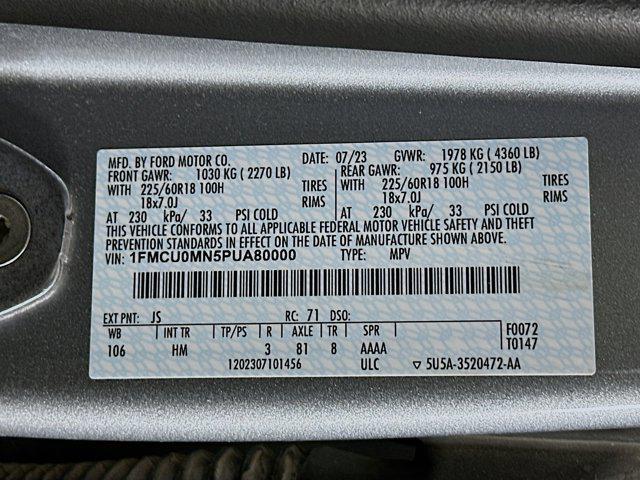 MFD. BY FORD MOTOR CO. DATE: 07/23 GVWR: 1978 KG ( 4360 LB)
FRONT GAWR: 1030 KG ( 2270 LB) REAR GAWR: 975 KG ( 2150 LB)
WITH 225/60R18 100H TIRES WITH 225/60R18 100H TIRES
18x7.0J RIMS 18x7.0J RIMS
AT 230 kPa/ 33 PSI COLD AT 230 kPa/ 33 PSI COLD
THIS VEHICLE CONFORMS TO ALL APPLICABLE FEDERAL MOTOR VEHICLE SAFETY AND THEFT
PREVENTION STANDARDS IN EFFECT ON THE DATE OF MANUFACTURE SHOWN ABOVE.
VIN: 1FMCU0MN5PUA80000 TYPE: MPV
EXT PNT: JS RC: 71 DSO:
WB INT TR TP/PS R AXLE TR SPR F0072
106 HM 3 81 8 AAAA T0147
1202307101456 ULC ▽ 5U5A-3520472-AA